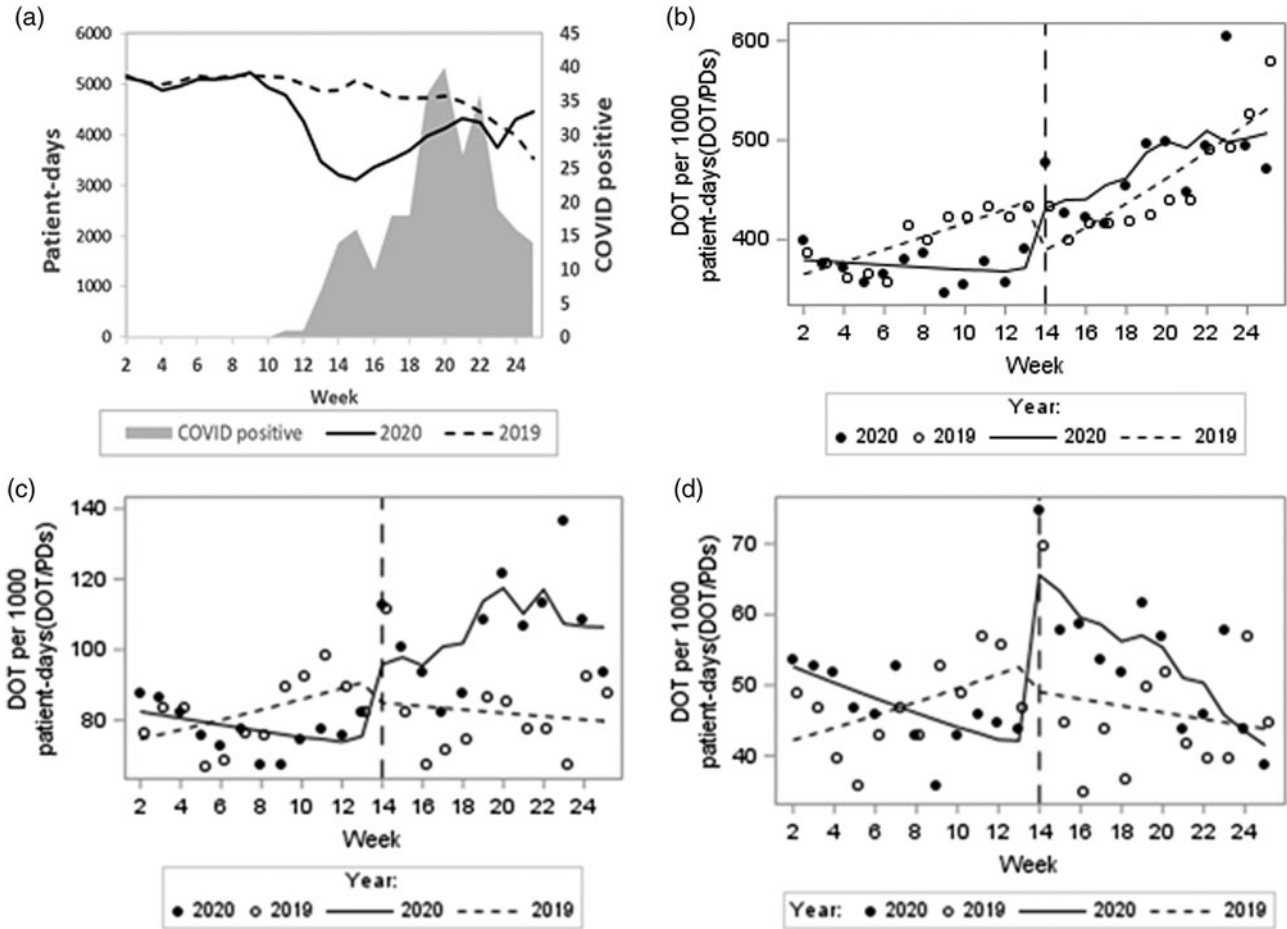 (a)
6000
5000
4000
3000
2000
1000
0
Patient-days
45
40
35
30
25
20
15
10
5
0
COVID positive
2 4 6 8 10 12 14 16 18 20 22 24
Week
COVID positive 2020 2019
(b)
600
500
400
DOT per 1000
patient-days(DOT/PDs)
2 4 6 8 10 12 14 16 18 20 22 24
Week
Year:
2020 2019 2020 2019
(c)
140
120
100
80
DOT per 1000
patient-days(DOT/PDs)
2 4 6 8 10 12 14 16 18 20 22 24
Week
Year:
2020 2019 2020 2019
(d)
70
60
50
40
DOT per 1000
patient-days(DOT/PDs)
2 4 6 8 10 12 14 16 18 20 22 24
Week
Year: 2020 2019 2020 2019